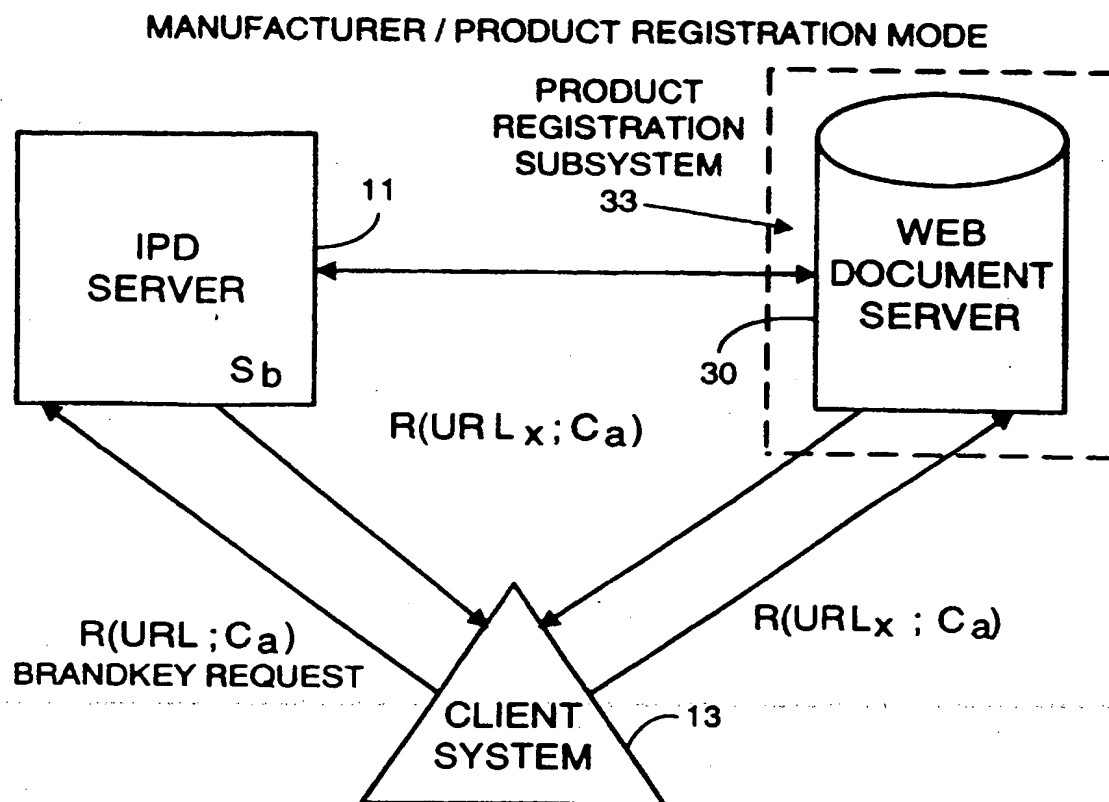 MANUFACTURER / PRODUCT REGISTRATION MODE
PRODUCT
REGISTRATION
SUBSYSTEM
33
11
IPD
SERVER
Sb
WEB
DOCUMENT
SERVER
30
R(URLx ; Ca)
R(URL ; Ca)
BRANDKEY REQUEST
R(URLx ; Ca)
CLIENT
SYSTEM
13